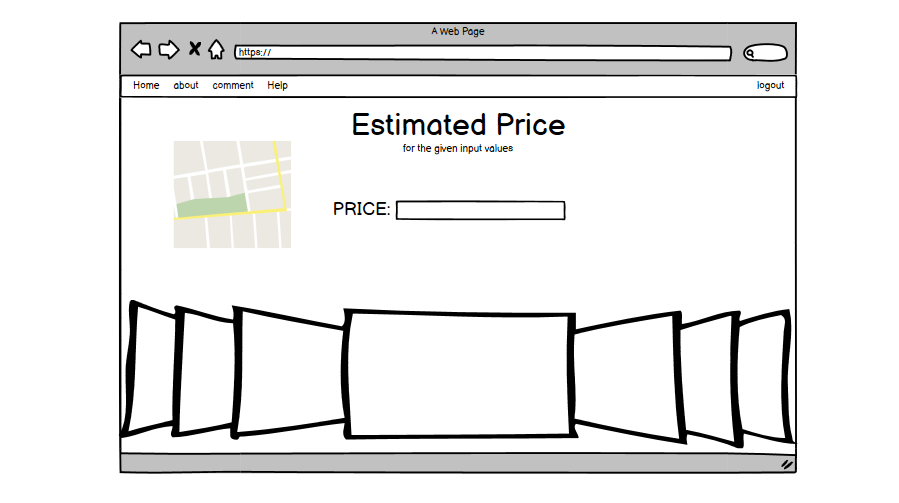 A Web Page
https://
Home about comment Help logout
Estimated Price
for the given input values
PRICE: